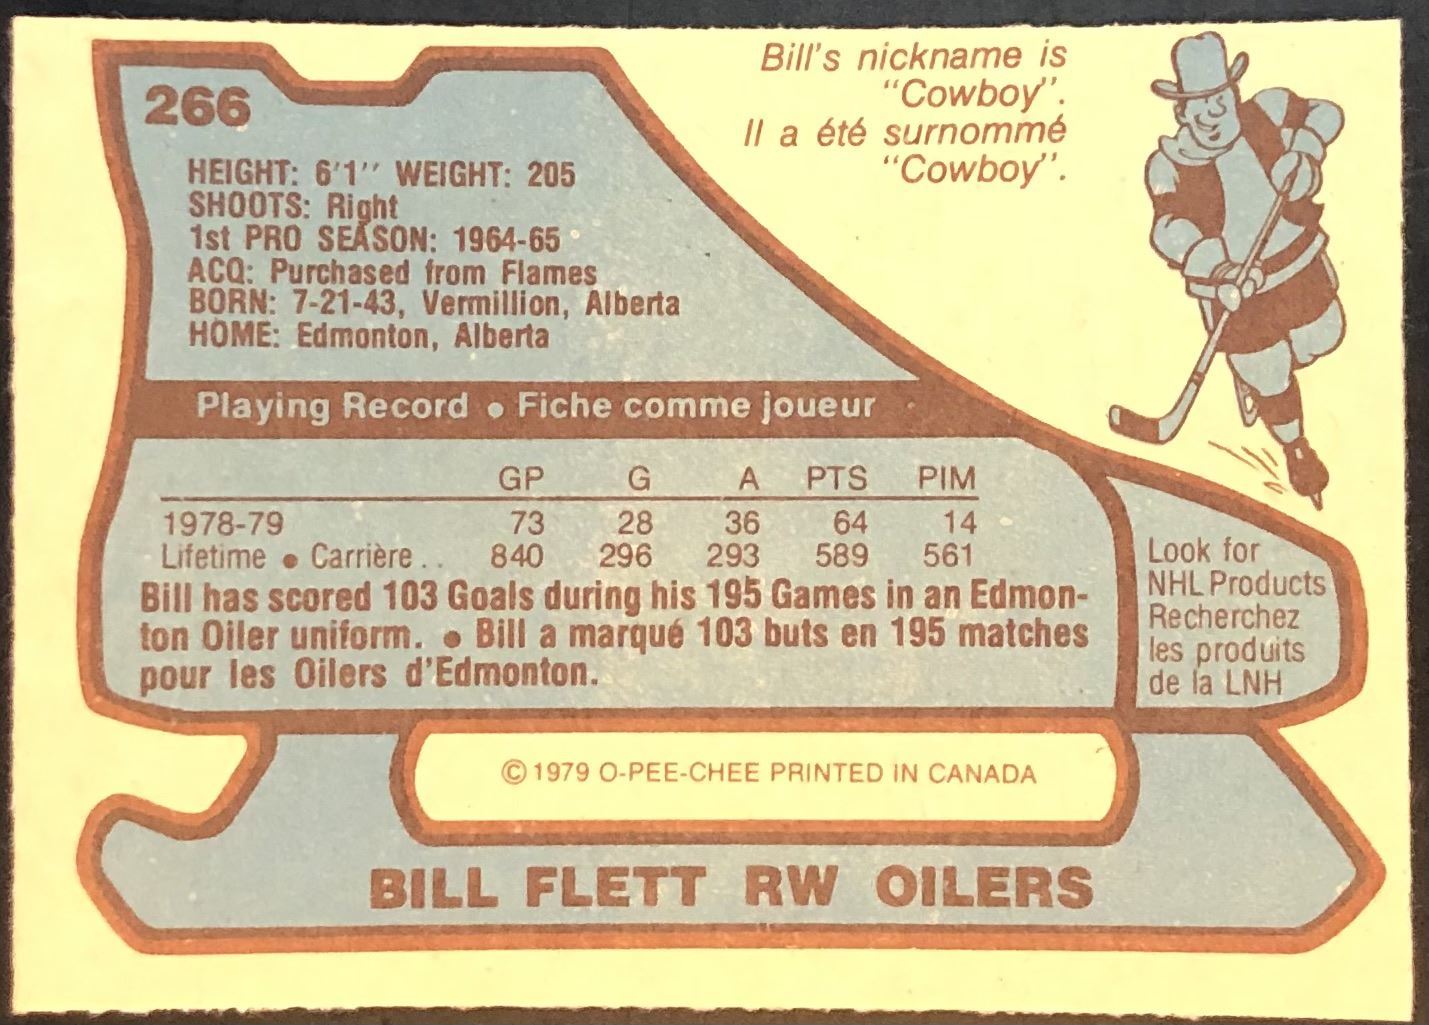 Bill's nickname is
"Cowboy".
Il a été surnommé
"Cowboy".
266
HEIGHT: 6'1'' WEIGHT: 205
SHOOTS: Right
1st PRO SEASON: 1964-65
ACQ: Purchased from Flames
BORN: 7-21-43, Vermillion, Alberta
HOME: Edmonton, Alberta
Playing Record • Fiche comme joueur
GP G A PTS PIM
1978-79 73 28 36 64 14
Lifetime • Carrière .. 840 296 293 589 561
Bill has scored 103 Goals during his 195 Games in an Edmon-
ton Oiler uniform. • Bill a marqué 103 buts en 195 matches
pour les Oilers d'Edmonton.
Look for
NHL Products
Recherchez
les produits
de la LNH
© 1979 O-PEE-CHEE PRINTED IN CANADA
BILL FLETT RW OILERS